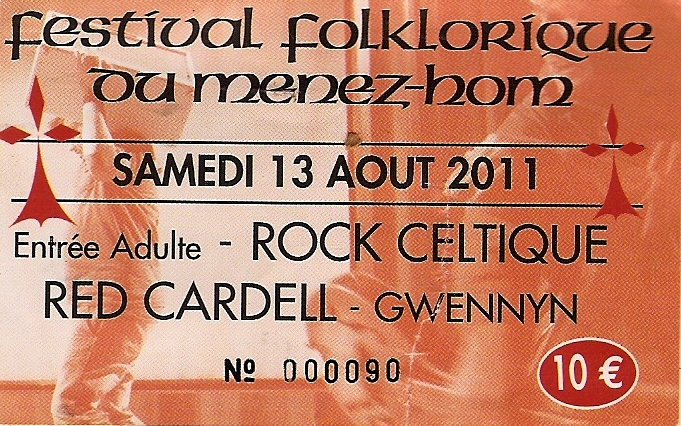 festival folklorique
du menez-hom
SAMEDI 13 AOUT 2011
Entrée Adulte - ROCK CELTIQUE
RED CARDELL - GWENNYN
Nº 000090
10 €